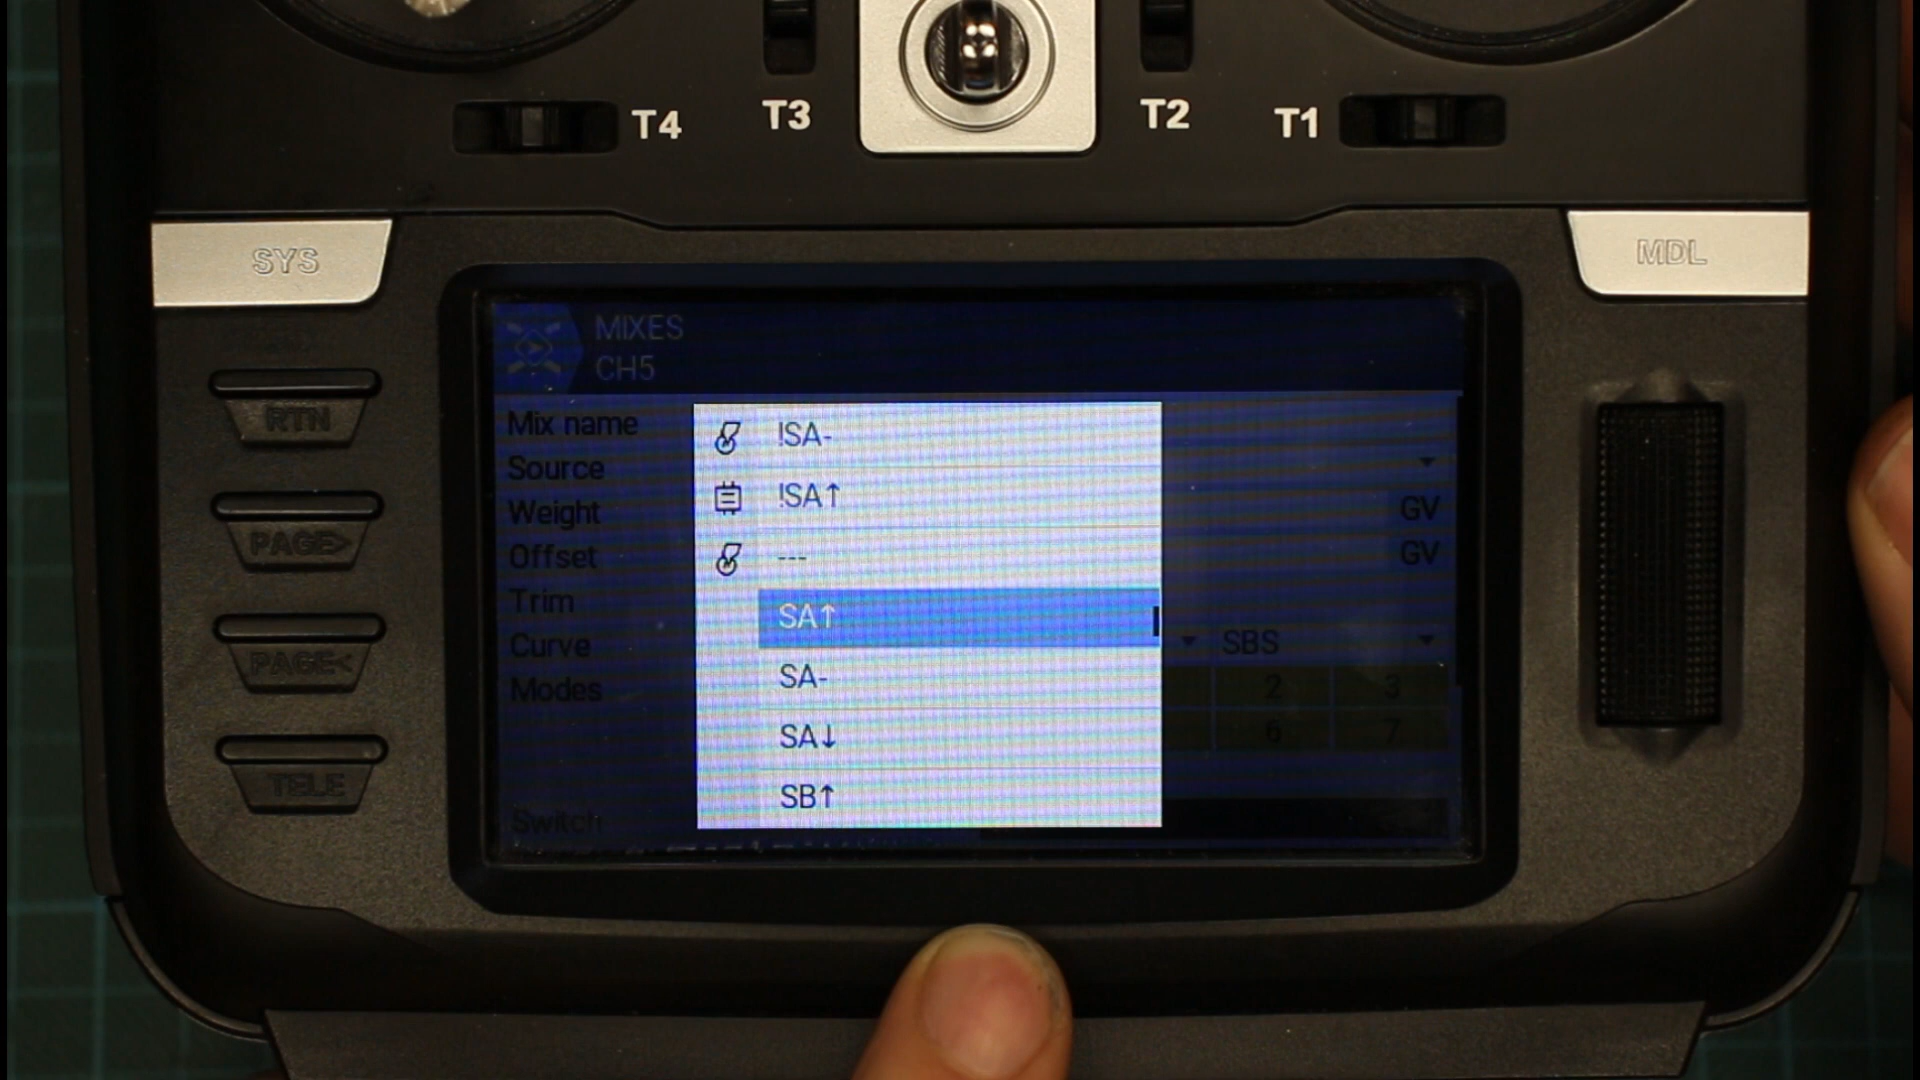 T4
T3
T2
T1
SYS
MDL
MIXES
CH5
Mix name
Source
Weight
Offset
Trim
Curve
Modes
Switch
!SA-
!SA↑
---
SA↑
SA-
SA↓
SB↑
GV
GV
SBS
2 3
6 7
RTN
PAGE>
PAGE<
TELE